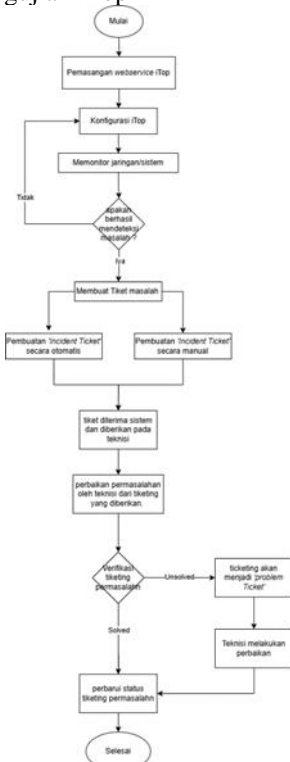 Mulai
Pemasangan webservice iTop
Konfigurasi iTop
Memonitor jaringan/sistem
Tidak
apakah
berhasil
mendeteksi
masalah ?
Iya
Membuat Tiket masalah
Pembuatan 'Incident Ticket'
secara otomatis
Pembuatan 'Incident Ticket'
secara manual
tiket diterima sistem
dan diberikan pada
teknisi
perbaikan permasalahan
oleh teknisi dari tiketing
yang diberikan.
Verifikasi
tiketing
permasalahn
Unsolved
ticketing akan
menjadi 'problem
Ticket'
Solved
Teknisi melakukan
perbaikan
perbarui status
tiketing permasalahn
Selesai